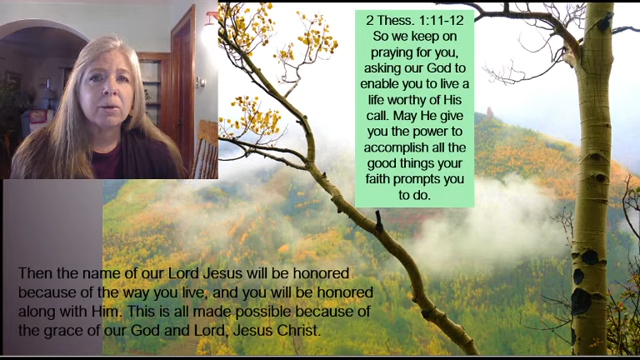 2 Thess. 1:11-12
So we keep on
praying for you,
asking our God to
enable you to live a
life worthy of His
call. May He give
you the power to
accomplish all the
good things your
faith prompts you
to do.
Then the name of our Lord Jesus will be honored
because of the way you live, and you will be honored
along with Him. This is all made possible because of
the grace of our God and Lord, Jesus Christ.